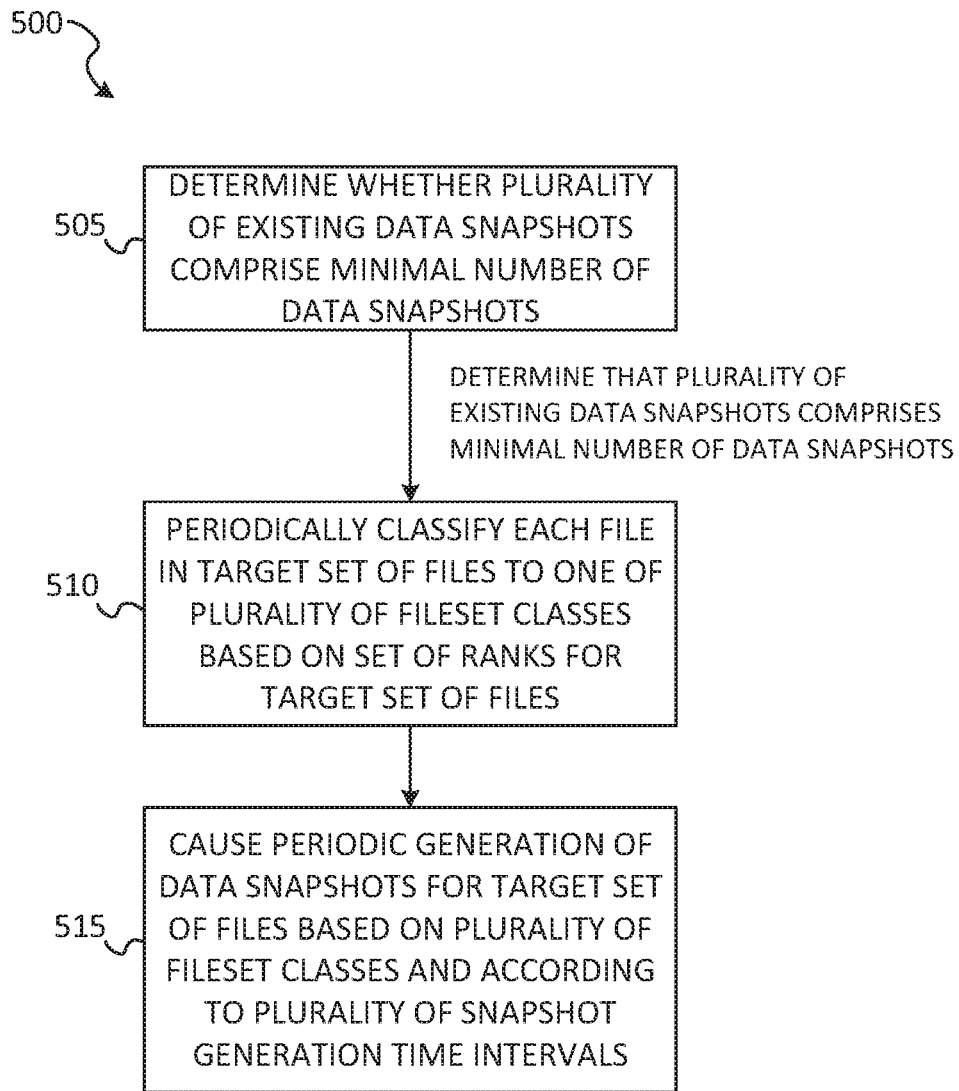 500
505
DETERMINE WHETHER PLURALITY
OF EXISTING DATA SNAPSHOTS
COMPRISE MINIMAL NUMBER OF
DATA SNAPSHOTS
DETERMINE THAT PLURALITY OF
EXISTING DATA SNAPSHOTS COMPRISES
MINIMAL NUMBER OF DATA SNAPSHOTS
510
PERIODICALLY CLASSIFY EACH FILE
IN TARGET SET OF FILES TO ONE OF
PLURALITY OF FILESET CLASSES
BASED ON SET OF RANKS FOR
TARGET SET OF FILES
515
CAUSE PERIODIC GENERATION OF
DATA SNAPSHOTS FOR TARGET SET
OF FILES BASED ON PLURALITY OF
FILESET CLASSES AND ACCORDING
TO PLURALITY OF SNAPSHOT
GENERATION TIME INTERVALS